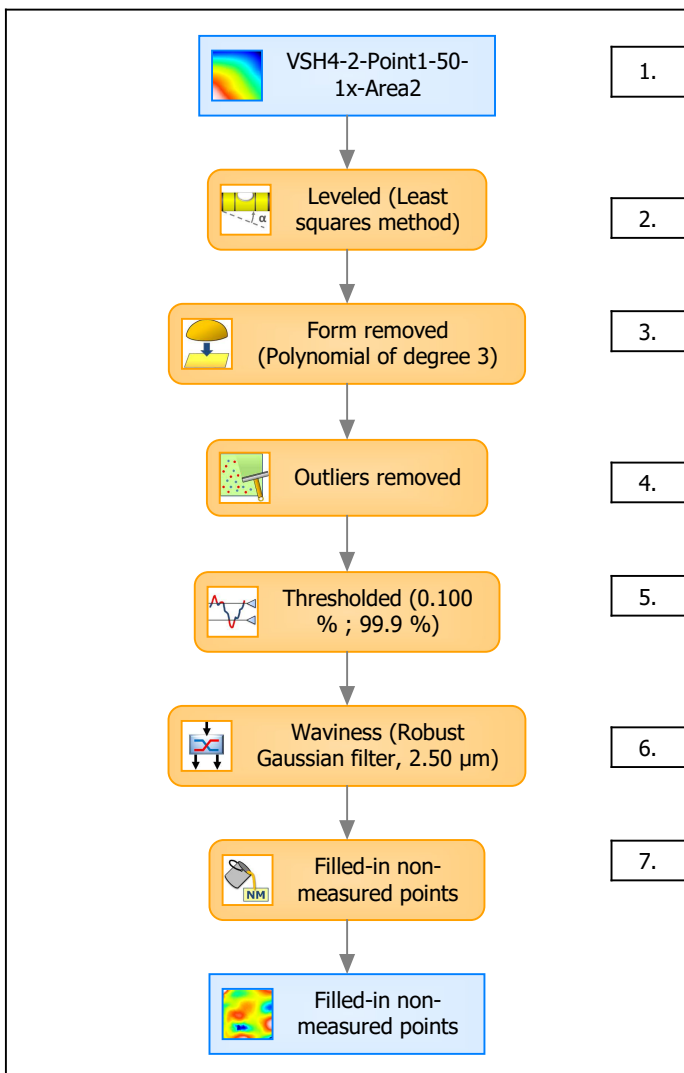 VSH4-2-Point1-50-
1x-Area2
1.
Leveled (Least
squares method)
α
2.
Form removed
(Polynomial of degree 3)
3.
Outliers removed
4.
Thresholded (0.100
% ; 99.9 %)
5.
Waviness (Robust
Gaussian filter, 2.50 µm)
6.
Filled-in non-
measured points
NM
7.
Filled-in non-
measured points